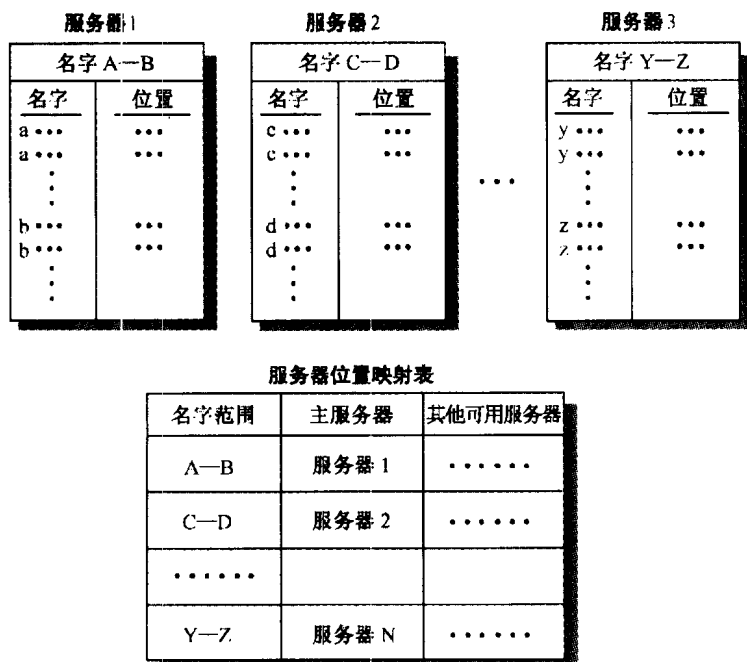 服务器1 服务器2 服务器3
名字 A—B 名字 C—D 名字 Y—Z
名字 位置 名字 位置 名字 位置
a••• ••• c••• ••• y••• •••
a••• ••• c••• ••• y••• •••
•••
b••• ••• d••• ••• z••• •••
b••• ••• d••• ••• z••• •••
服务器位置映射表
名字范围 主服务器 其他可用服务器
A—B 服务器 1 ••••••
C—D 服务器 2 ••••••
••••••
Y—Z 服务器 N ••••••